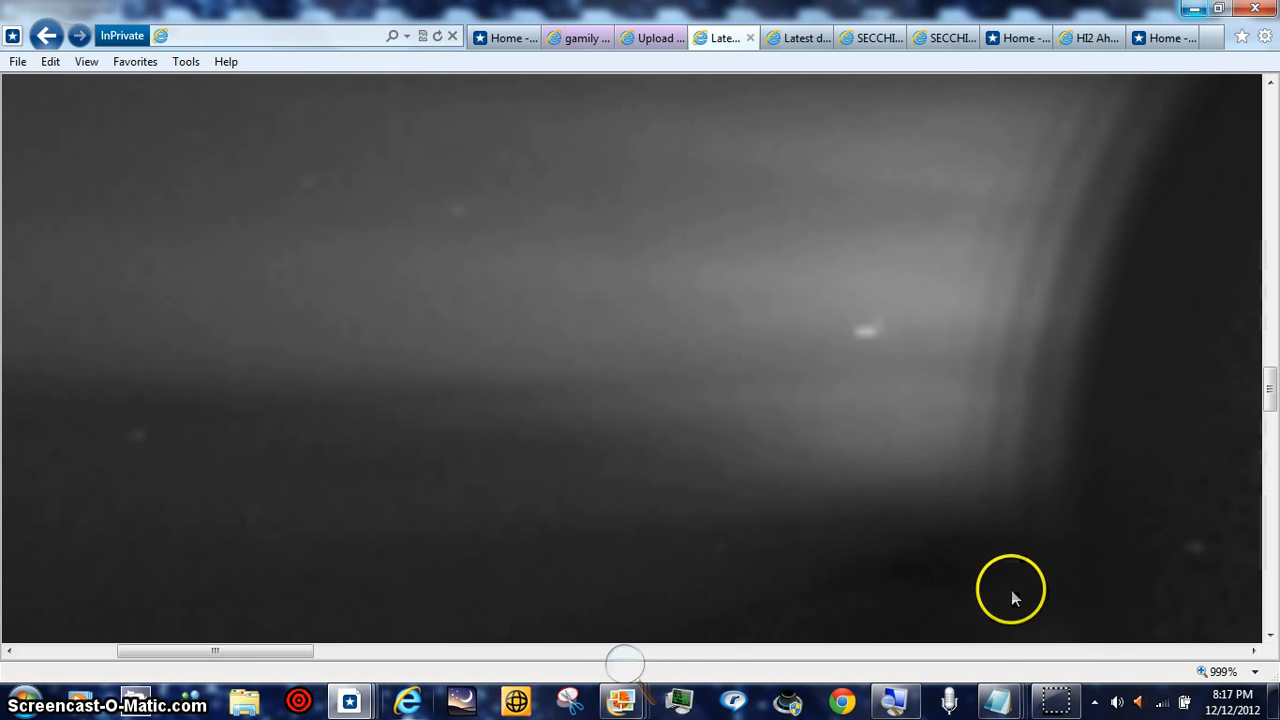 InPrivate
Home -...
gamily ...
Upload ...
Late...
Latest d...
SECCHI...
SECCHI...
Home -...
HI2 Ah...
Home -...
File Edit View Favorites Tools Help
999%
8:17 PM
12/12/2012
Screencast-O-Matic.com